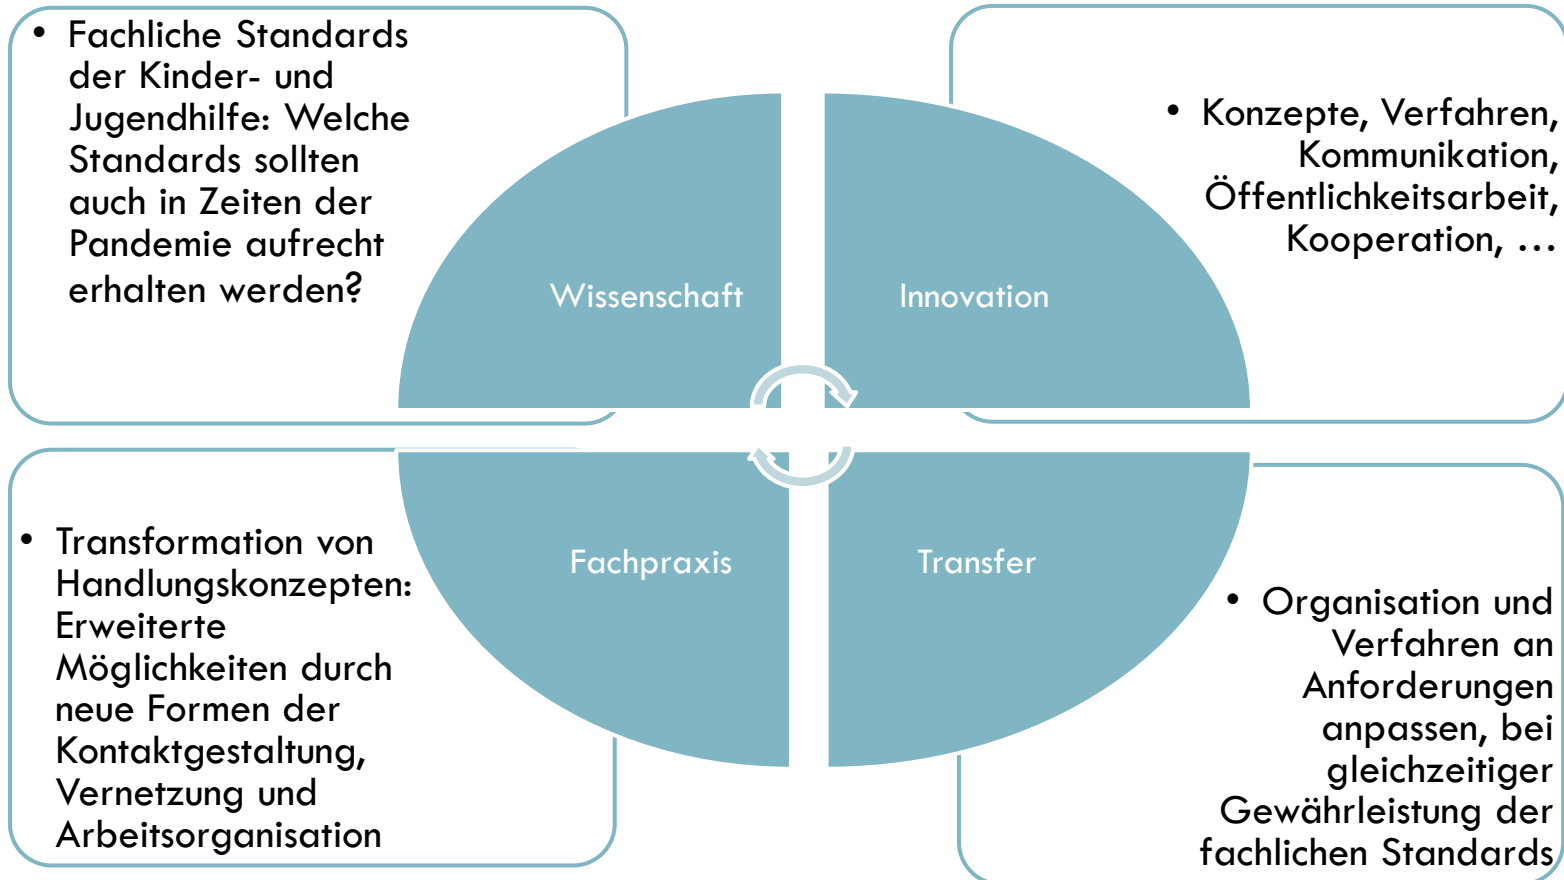 • Fachliche Standards
der Kinder- und
Jugendhilfe: Welche
Standards sollten
auch in Zeiten der
Pandemie aufrecht
erhalten werden?
Wissenschaft
Innovation
• Konzepte, Verfahren,
Kommunikation,
Öffentlichkeitsarbeit,
Kooperation, …
• Transformation von
Handlungskonzepten:
Erweiterte
Möglichkeiten durch
neue Formen der
Kontaktgestaltung,
Vernetzung und
Arbeitsorganisation
Fachpraxis
Transfer
• Organisation und
Verfahren an
Anforderungen
anpassen, bei
gleichzeitiger
Gewährleistung der
fachlichen Standards